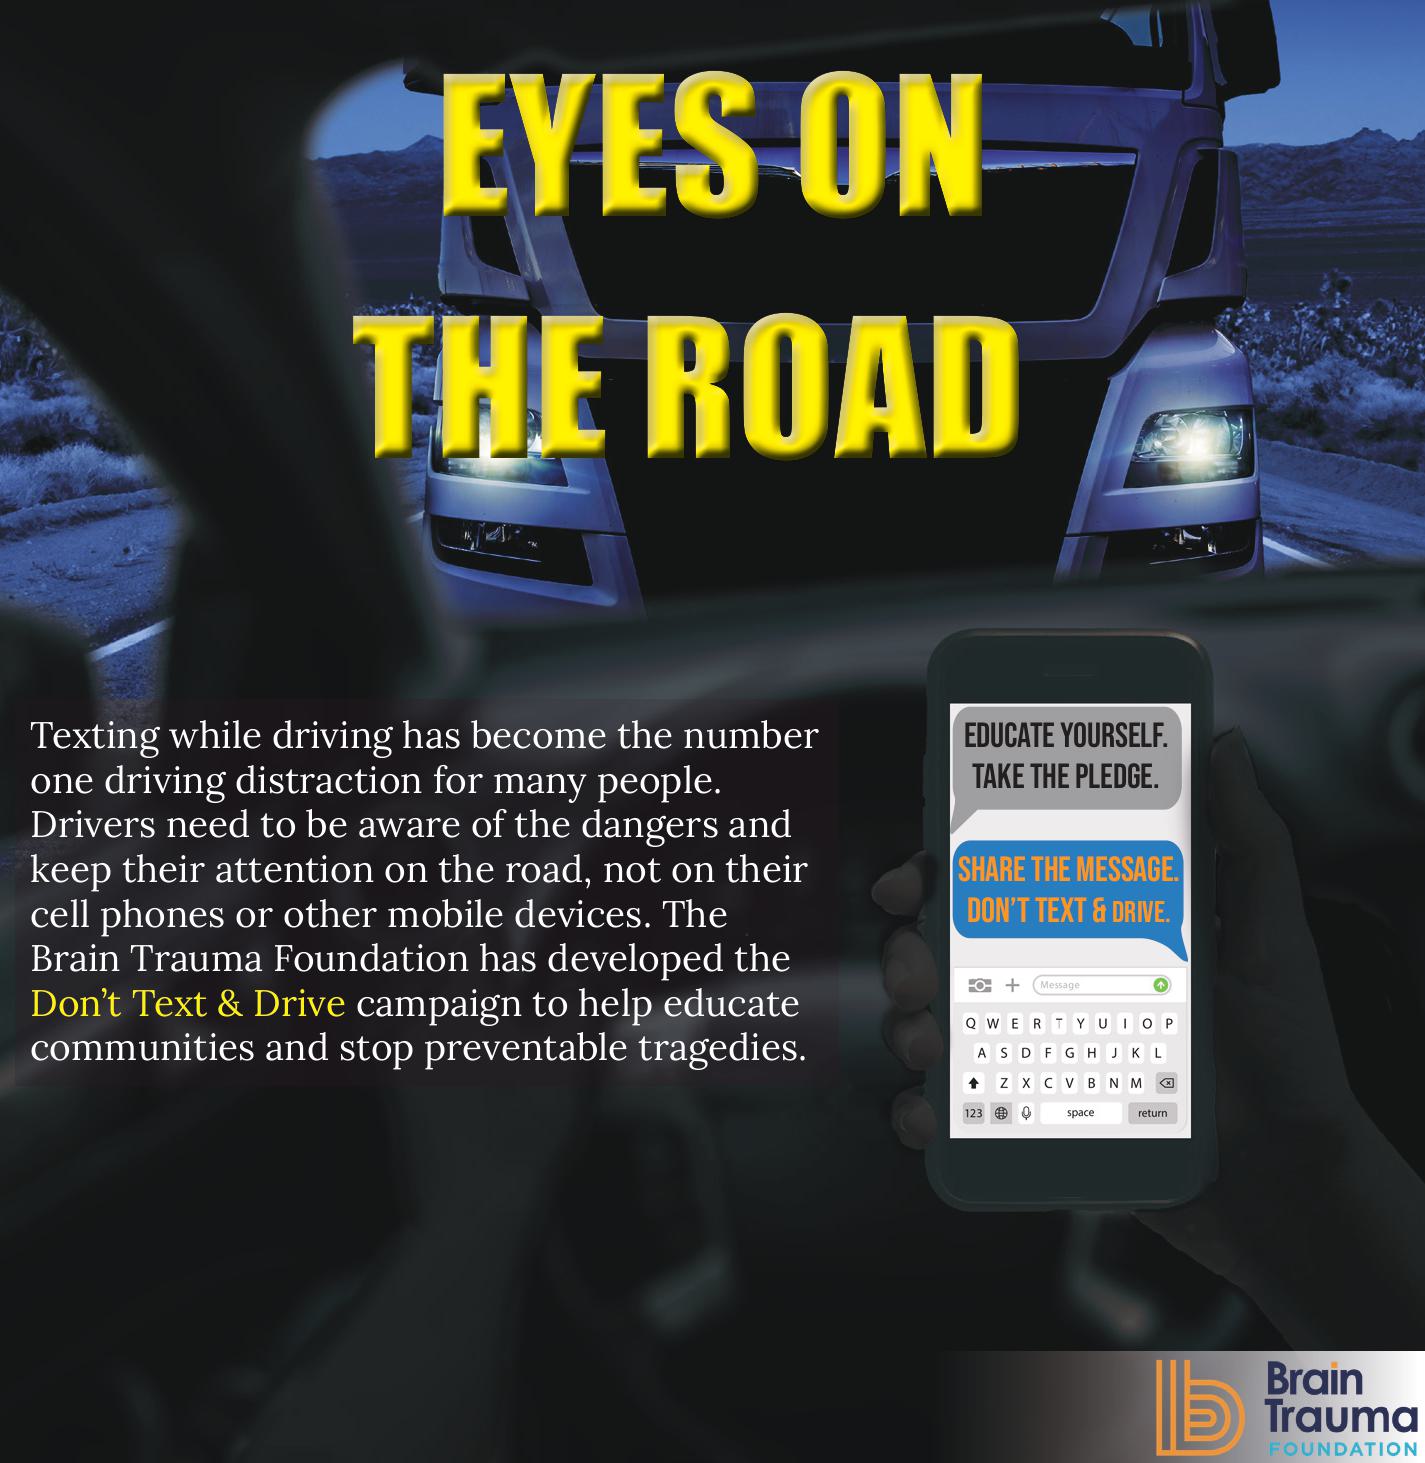 EYES ON
THE ROAD
Texting while driving has become the number
one driving distraction for many people.
Drivers need to be aware of the dangers and
keep their attention on the road, not on their
cell phones or other mobile devices. The
Brain Trauma Foundation has developed the
Don't Text & Drive campaign to help educate
communities and stop preventable tragedies.
EDUCATE YOURSELF.
TAKE THE PLEDGE.
SHARE THE MESSAGE.
DON'T TEXT & DRIVE.
Message
Q W E R T Y U I O P
A S D F G H J K L
Z X C V B N M
123 space return
Brain
Trauma
FOUNDATION